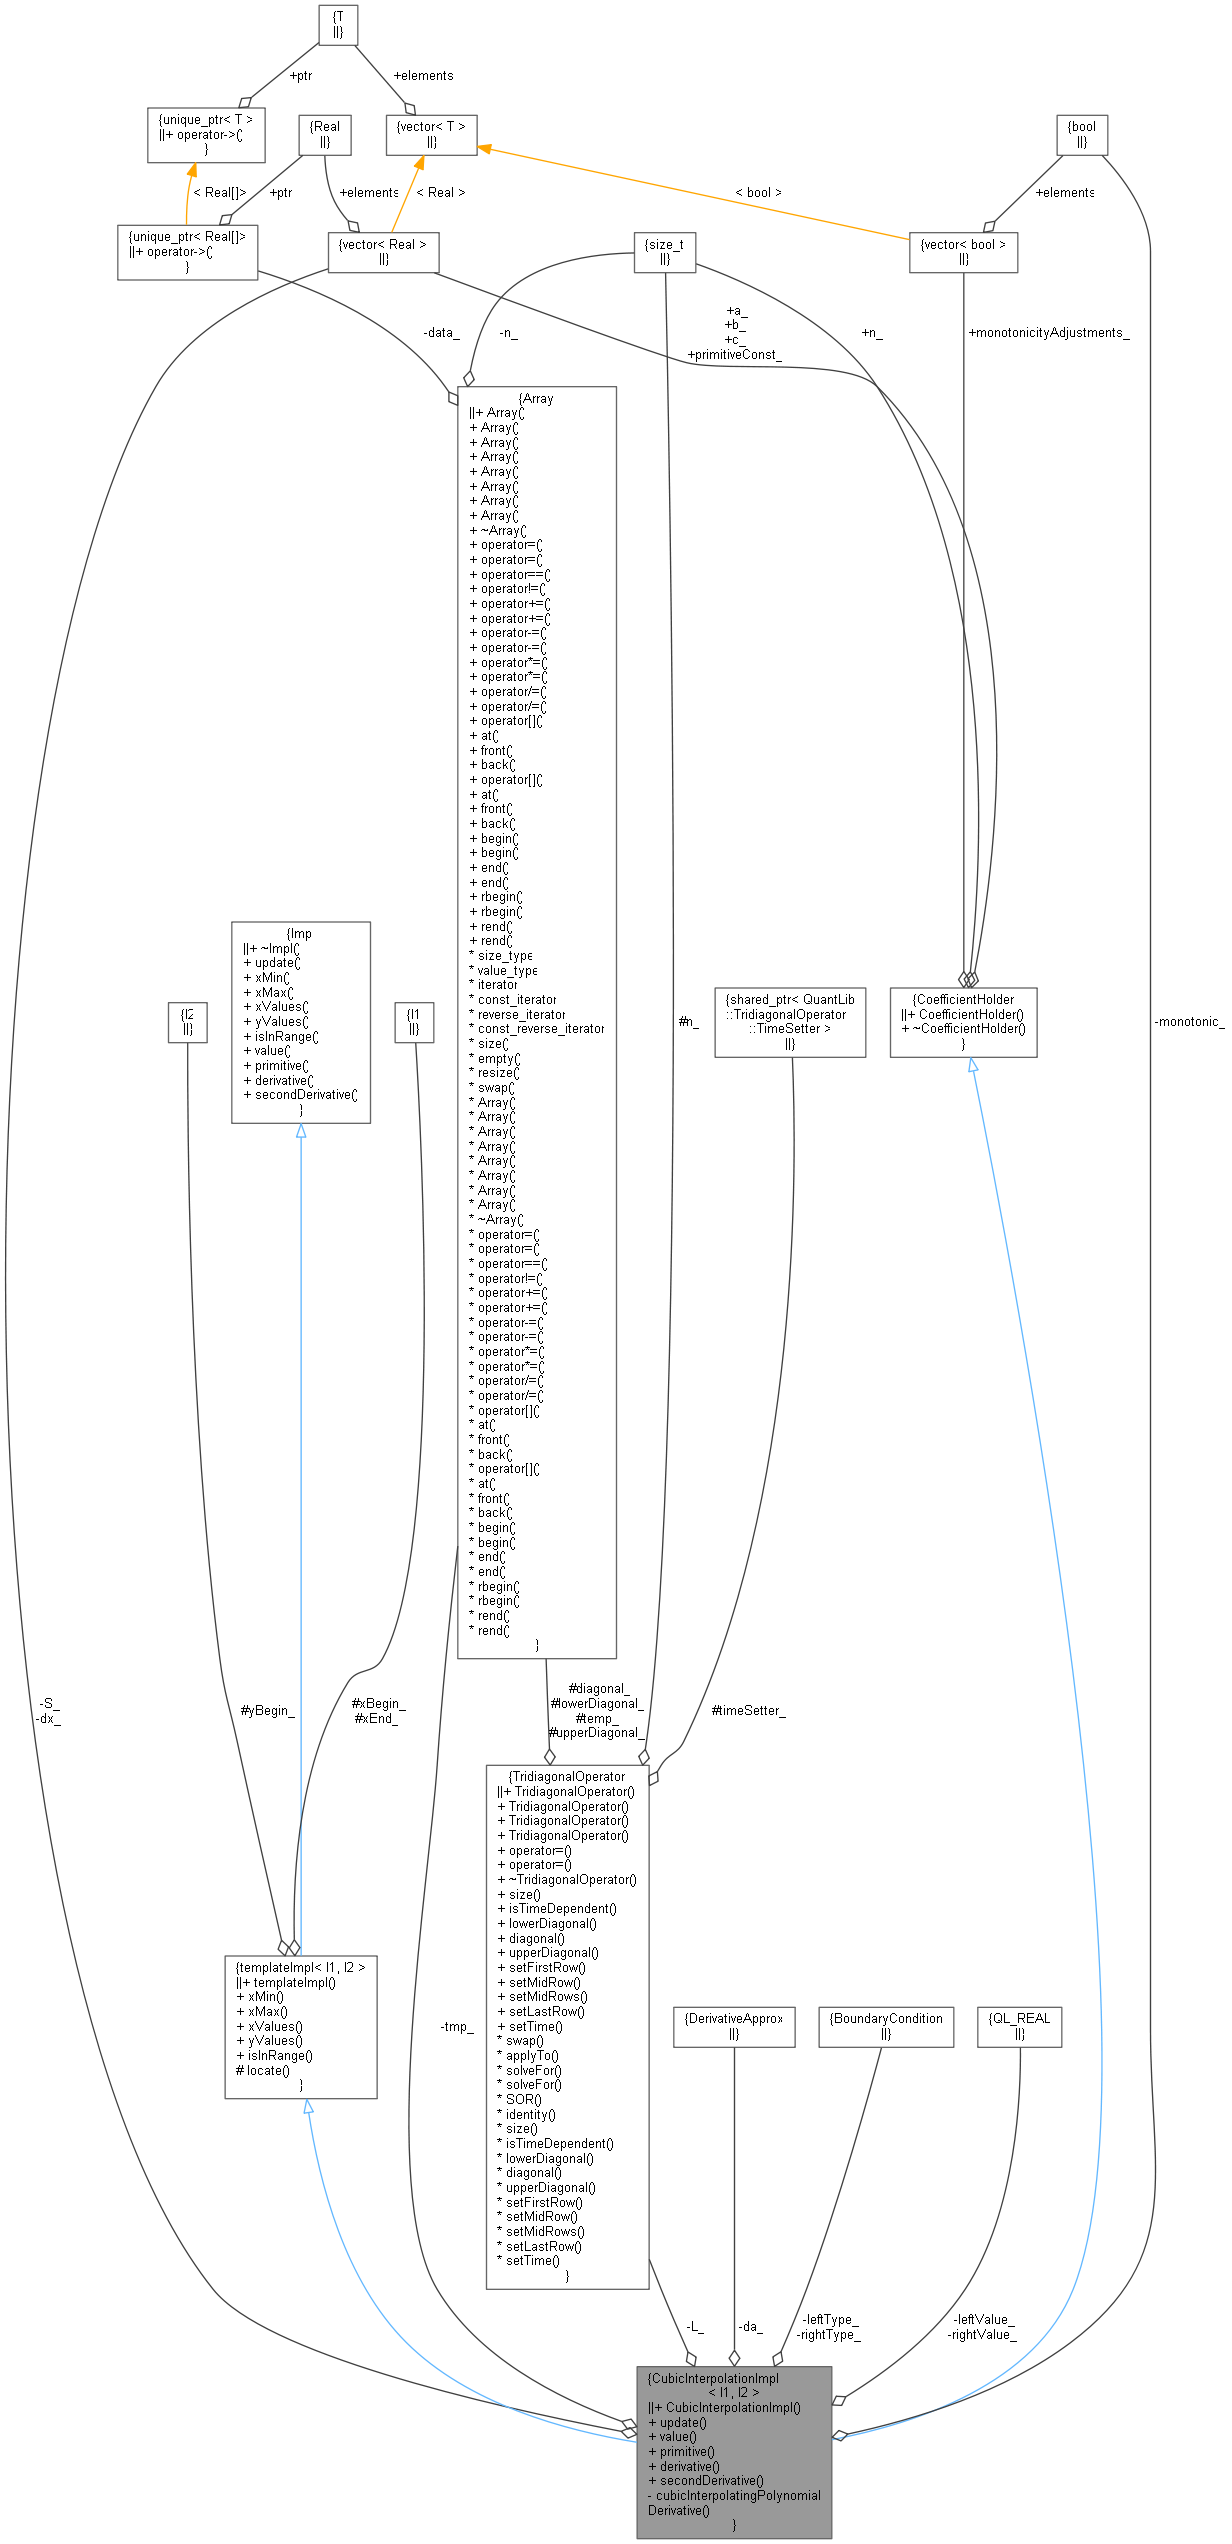 {T
||}
+ptr
+elements
{unique_ptr< T >
||+ operator->(
}
{Real
||}
{vector< T >
||}
{bool
||}
< Real[]>
+ptr
+elements
< Real >
< bool >
+elements
{unique_ptr< Real[]>
||+ operator->(
}
{vector< Real >
||}
{size_t
||}
{vector< bool >
||}
-data_
-n_
+a_
+b_
+c_
+primitiveConst_
+n_
+monotonicityAdjustments_
{Array
||+ Array(
+ Array(
+ Array(
+ Array(
+ Array(
+ Array(
+ Array(
+ Array(
+ ~Array(
+ operator=(
+ operator=(
+ operator==(
+ operator!=(
+ operator+=(
+ operator+=(
+ operator-=(
+ operator-=(
+ operator*=(
+ operator*=(
+ operator/=(
+ operator/=(
+ operator[](
+ at(
+ front(
+ back(
+ operator[](
+ at(
+ front(
+ back(
+ begin(
+ begin(
+ end(
+ end(
+ rbegin(
+ rbegin(
+ rend(
+ rend(
* size_type
* value_type
* iterator
* const_iterator
* reverse_iterator
* const_reverse_iterator
* size(
* empty(
* resize(
* swap(
* Array(
* Array(
* Array(
* Array(
* Array(
* Array(
* Array(
* Array(
* ~Array(
* operator=(
* operator=(
* operator==(
* operator!=(
* operator+=(
* operator+=(
* operator-=(
* operator-=(
* operator*=(
* operator*=(
* operator/=(
* operator/=(
* operator[](
* at(
* front(
* back(
* operator[](
* at(
* front(
* back(
* begin(
* begin(
* end(
* end(
* rbegin(
* rbegin(
* rend(
* rend(
}
{Imp
||+ ~Impl(
+ update(
+ xMin(
+ xMax(
+ xValues(
+ yValues(
+ isInRange(
+ value(
+ primitive(
+ derivative(
+ secondDerivative(
}
{I2
||}
{I1
||}
#n_
{shared_ptr< QuantLib
::TridiagonalOperator
::TimeSetter >
||}
{CoefficientHolder
||+ CoefficientHolder()
+ ~CoefficientHolder()
}
-monotonic_
-S_
-dx_
#yBegin_
#xBegin_
#xEnd_
#diagonal_
#lowerDiagonal_
#temp_
#upperDiagonal_
#timeSetter_
{TridiagonalOperator
||+ TridiagonalOperator()
+ TridiagonalOperator()
+ TridiagonalOperator()
+ TridiagonalOperator()
+ operator=()
+ operator=()
+ ~TridiagonalOperator()
+ size()
+ isTimeDependent()
+ lowerDiagonal()
+ diagonal()
+ upperDiagonal()
+ setFirstRow()
+ setMidRow()
+ setMidRows()
+ setLastRow()
+ setTime()
* swap()
* applyTo()
* solveFor()
* solveFor()
* SOR()
* identity()
* size()
* isTimeDependent()
* lowerDiagonal()
* diagonal()
* upperDiagonal()
* setFirstRow()
* setMidRow()
* setMidRows()
* setLastRow()
* setTime()
}
{templateImpl< I1, I2 >
||+ templateImpl()
+ xMin()
+ xMax()
+ xValues()
+ yValues()
+ isInRange()
# locate()
}
-tmp_
{DerivativeApprox
||}
{BoundaryCondition
||}
{QL_REAL
||}
-L_
-da_
-leftType_
-rightType_
-leftValue_
-rightValue_
{CubicInterpolationImpl
< I1, I2 >
||+ CubicInterpolationImpl()
+ update()
+ value()
+ primitive()
+ derivative()
+ secondDerivative()
- cubicInterpolatingPolynomial
Derivative()
}